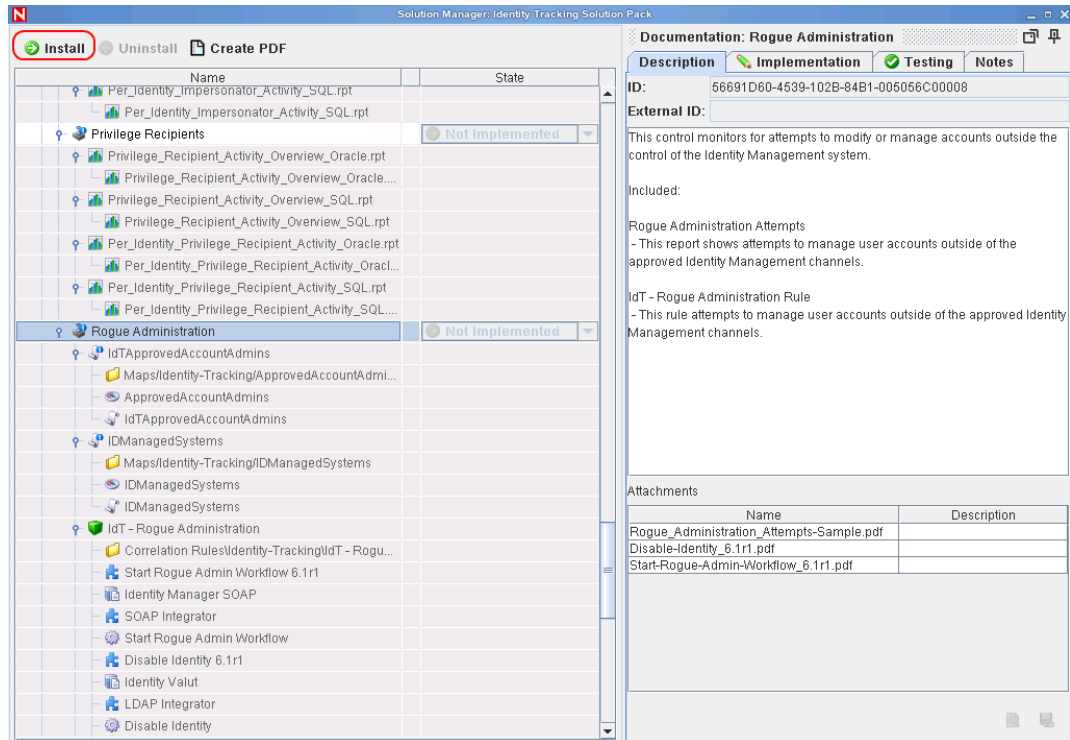 N
Solution Manager: Identity Tracking Solution Pack
Install
Uninstall
Create PDF
Name
State
Per_Identity_Impersonator_Activity_SQL.rpt
Per_Identity_Impersonator_Activity_SQL.rpt
Privilege Recipients
Not Implemented
Privilege_Recipient_Activity_Overview_Oracle.rpt
Privilege_Recipient_Activity_Overview_Oracle....
Privilege_Recipient_Activity_Overview_SQL.rpt
Privilege_Recipient_Activity_Overview_SQL.rpt
Per_Identity_Privilege_Recipient_Activity_Oracle.rpt
Per_Identity_Privilege_Recipient_Activity_Oracl...
Per_Identity_Privilege_Recipient_Activity_SQL.rpt
Per_Identity_Privilege_Recipient_Activity_SQL....
Rogue Administration
Not Implemented
IdTApprovedAccountAdmins
Maps/Identity-Tracking/ApprovedAccountAdmi...
ApprovedAccountAdmins
IdTApprovedAccountAdmins
IDManagedSystems
Maps/Identity-Tracking/IDManagedSystems
IDManagedSystems
IDManagedSystems
IdT - Rogue Administration
Correlation Rules\Identity-Tracking\IdT - Rogu...
Start Rogue Admin Workflow 6.1r1
Identity Manager SOAP
SOAP Integrator
Start Rogue Admin Workflow
Disable Identity 6.1r1
Identity Valut
LDAP Integrator
Disable Identity
Documentation: Rogue Administration
Description
Implementation
Testing
Notes
ID:
56691D60-4539-102B-84B1-005056C00008
External ID:
This control monitors for attempts to modify or manage accounts outside the
control of the Identity Management system.
Included:
Rogue Administration Attempts
- This report shows attempts to manage user accounts outside of the
approved Identity Management channels.
IdT - Rogue Administration Rule
- This rule attempts to manage user accounts outside of the approved Identity
Management channels.
Attachments
Name
Description
Rogue_Administration_Attempts-Sample.pdf
Disable-Identity_6.1r1.pdf
Start-Rogue-Admin-Workflow_6.1r1.pdf